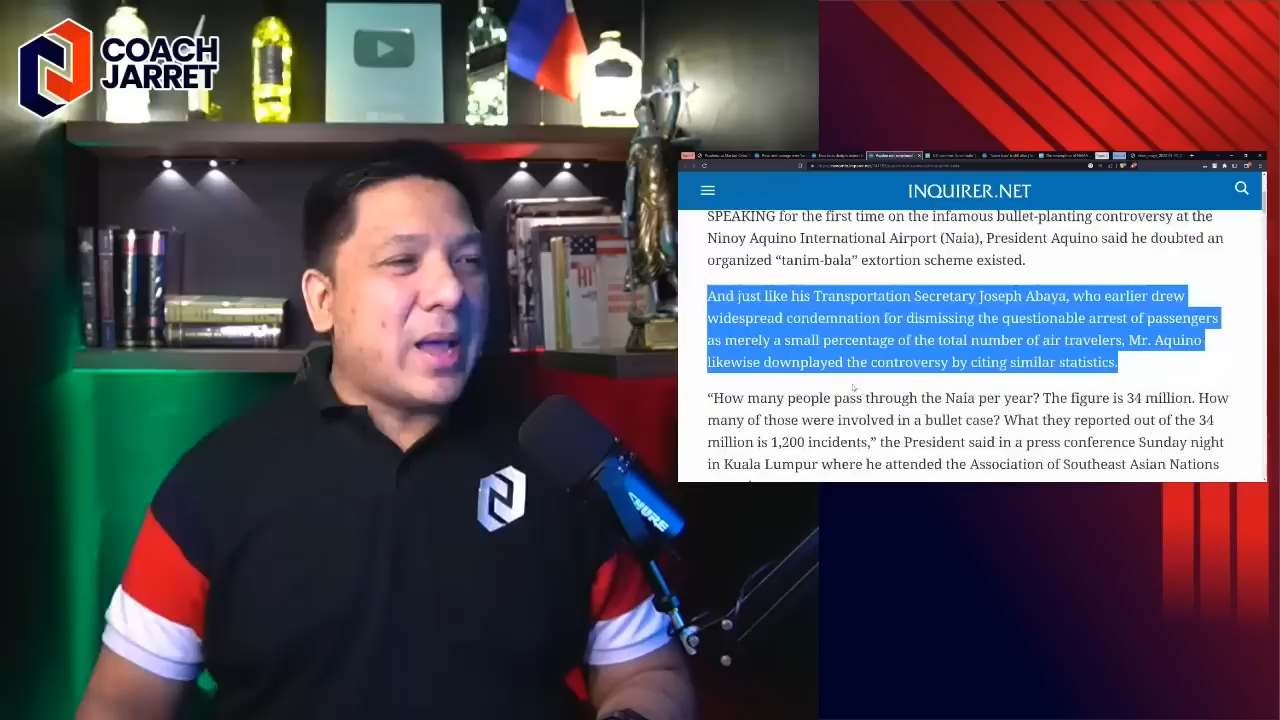 COACH
JARRET
INQUIRER.NET
SPEAKING for the first time on the infamous bullet-planting controversy at the
Ninoy Aquino International Airport (Naia), President Aquino said he doubted an
organized “tanim-bala” extortion scheme existed.
And just like his Transportation Secretary Joseph Abaya, who earlier drew
widespread condemnation for dismissing the questionable arrest of passengers
as merely a small percentage of the total number of air travelers, Mr. Aquino
likewise downplayed the controversy by citing similar statistics.
“How many people pass through the Naia per year? The figure is 34 million. How
many of those were involved in a bullet case? What they reported out of the 34
million is 1,200 incidents,” the President said in a press conference Sunday night
in Kuala Lumpur where he attended the Association of Southeast Asian Nations
SHURE